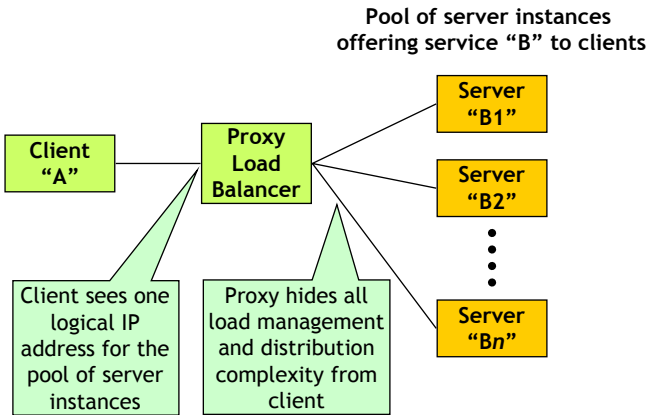 Pool of server instances
offering service “B” to clients
Server
“B1”
Client
“A”
Proxy
Load
Balancer
Server
“B2”
Client sees one
logical IP
address for the
pool of server
instances
Proxy hides all
load management
and distribution
complexity from
client
Server
“Bn”